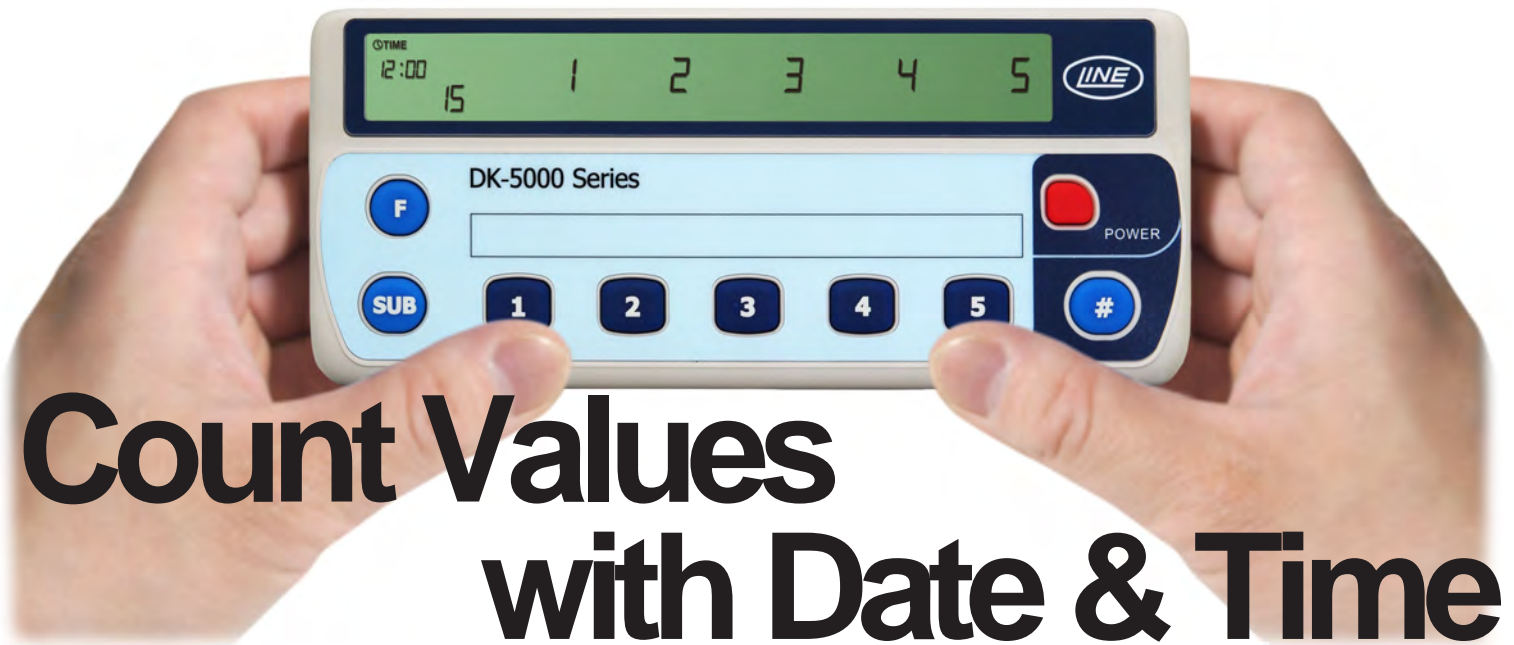 TIME
12:00
15 1 2 3 4 5
LINE
DK-5000 Series
F
POWER
SUB 1 2 3 4 5 #
Count Values
with Date & Time